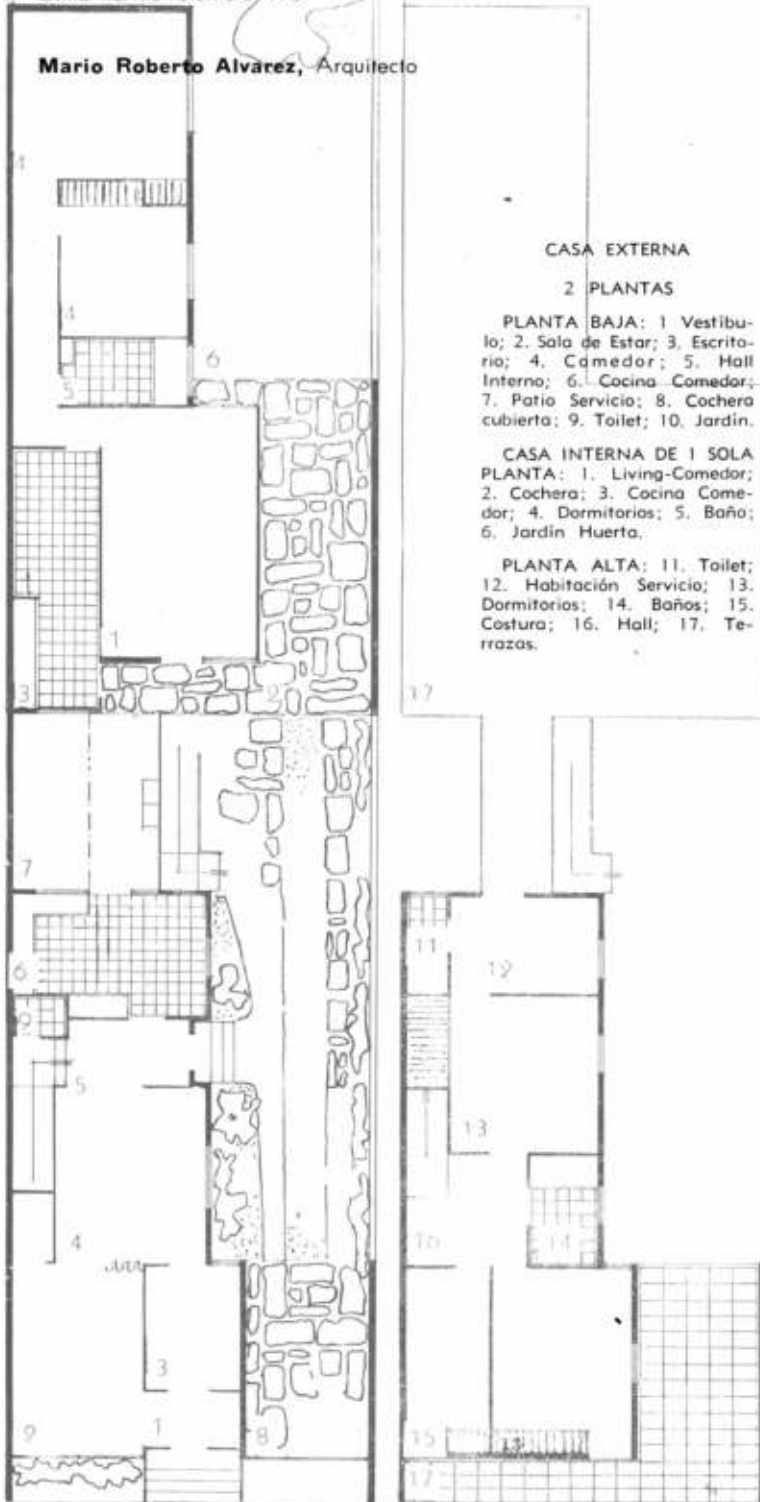 Mario Roberto Alvarez, Arquitecto
CASA EXTERNA
2 PLANTAS
PLANTA BAJA: 1 Vestíbu-
lo; 2. Sala de Estar; 3. Escrito-
rio; 4. Comedor; 5. Hall
Interno; 6. Cocina Comedor;
7. Patio Servicio; 8. Cochera
cubierta; 9. Toilet; 10. Jardín.
CASA INTERNA DE 1 SOLA
PLANTA: 1. Living-Comedor;
2. Cochera; 3. Cocina Come-
dor; 4. Dormitorios; 5. Baño;
6. Jardín Huerta.
PLANTA ALTA: 11. Toilet;
12. Habitación Servicio; 13.
Dormitorios; 14. Baños; 15.
Costura; 16. Hall; 17. Te-
rrazas.
4
4
5
6
1
3
2
7
6
9
5
4
3
2
1
8
17
11
12
13
16
14
15
13
17